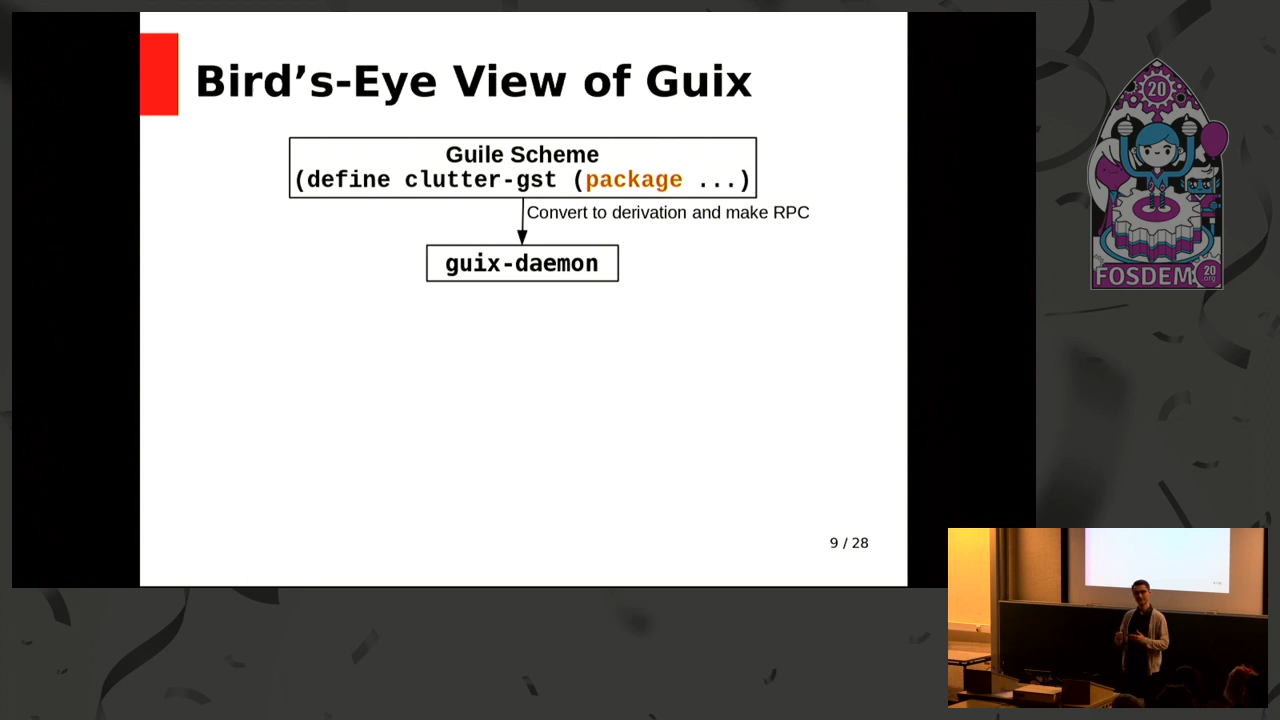 Bird’s-Eye View of Guix
Guile Scheme
(define clutter-gst (package ...)
Convert to derivation and make RPC
guix-daemon
9 / 28
20
FOSDEM
20
.org